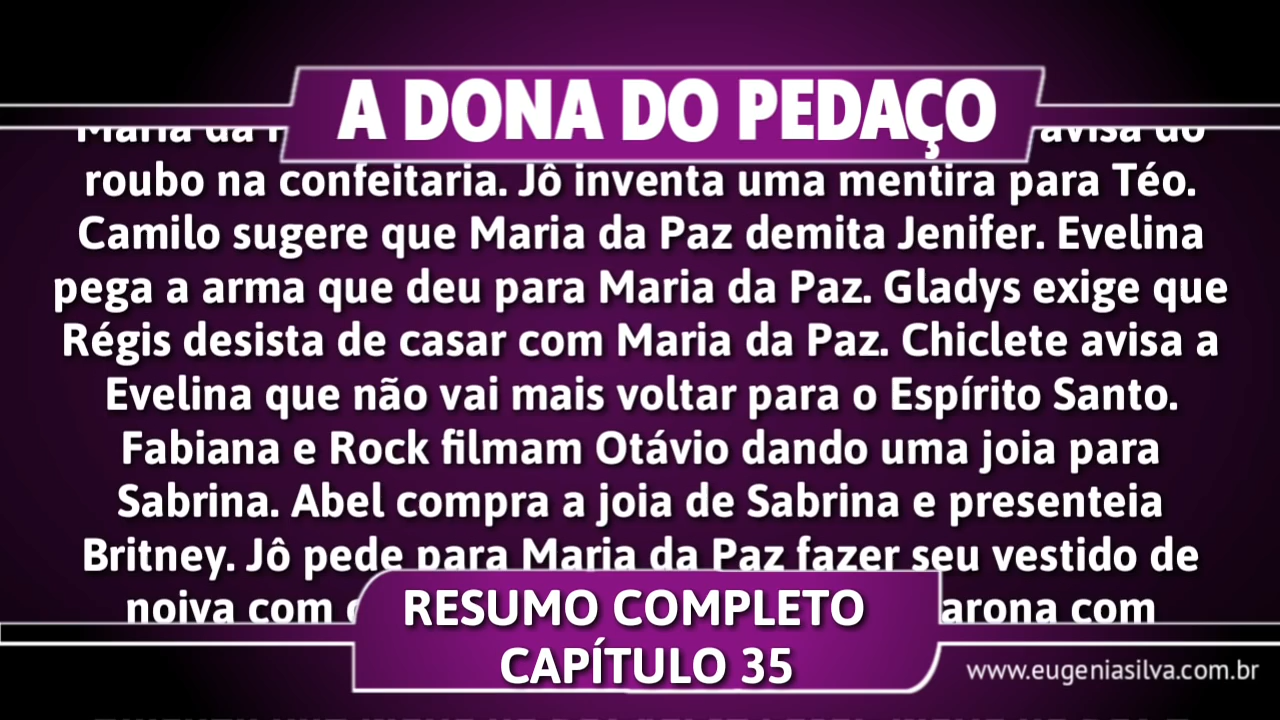 A DONA DO PEDAÇO
Maria da avisa do
roubo na confeitaria. Jô inventa uma mentira para Téo.
Camilo sugere que Maria da Paz demita Jenifer. Evelina
pega a arma que deu para Maria da Paz. Gladys exige que
Régis desista de casar com Maria da Paz. Chiclete avisa a
Evelina que não vai mais voltar para o Espírito Santo.
Fabiana e Rock filmam Otávio dando uma joia para
Sabrina. Abel compra a joia de Sabrina e presenteia
Britney. Jô pede para Maria da Paz fazer seu vestido de
noiva com arona com
RESUMO COMPLETO
CAPÍTULO 35
www.eugeniasilva.com.br